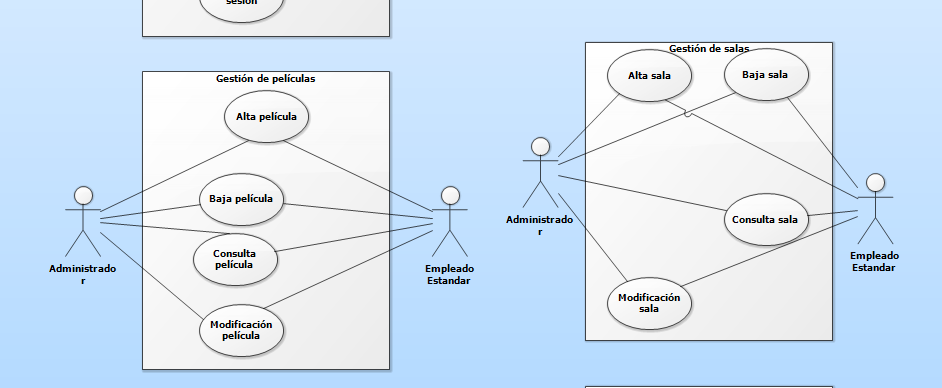 sesión
Gestión de películas
Alta película
Baja película
Consulta
película
Modificación
película
Administrado
r
Empleado
Estandar
Gestión de salas
Alta sala
Baja sala
Consulta sala
Modificación
sala
Administrado
r
Empleado
Estandar